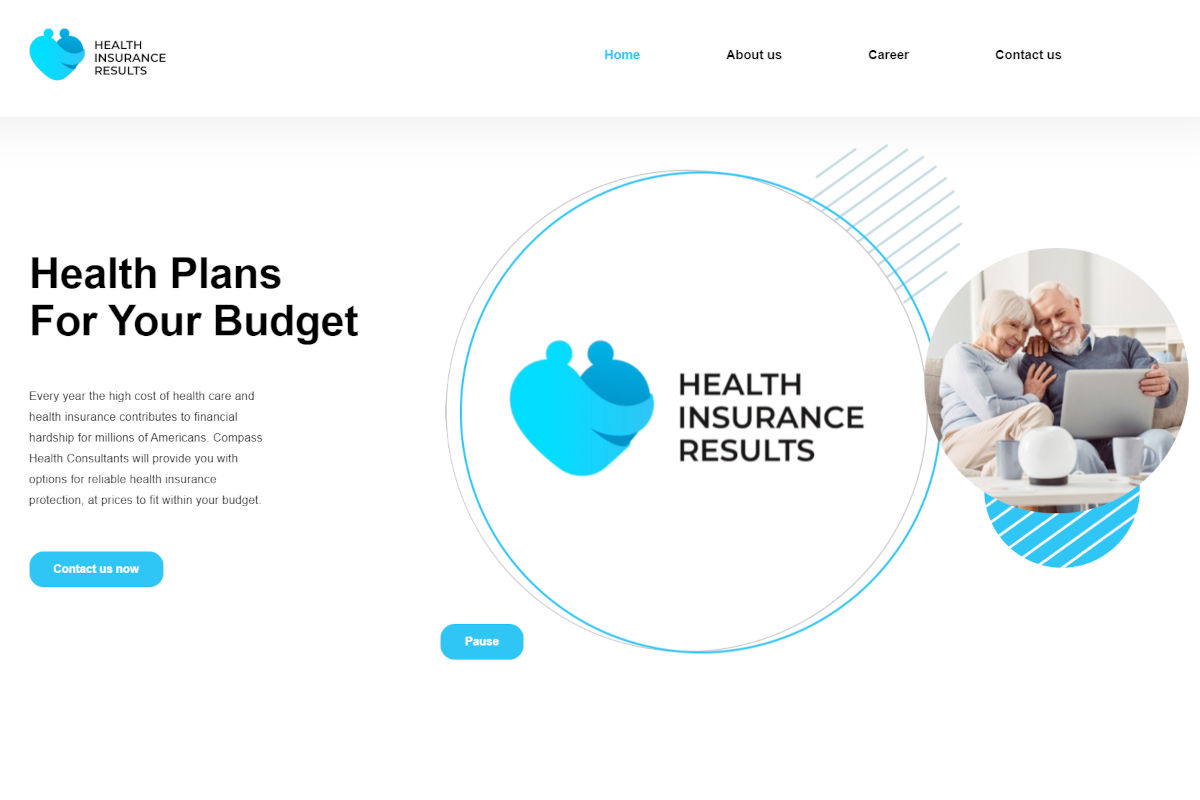 HEALTH
INSURANCE
RESULTS
Home
About us
Career
Contact us
Health Plans
For Your Budget
Every year the high cost of health care and
health insurance contributes to financial
hardship for millions of Americans. Compass
Health Consultants will provide you with
options for reliable health insurance
protection, at prices to fit within your budget.
Contact us now
HEALTH
INSURANCE
RESULTS
Pause